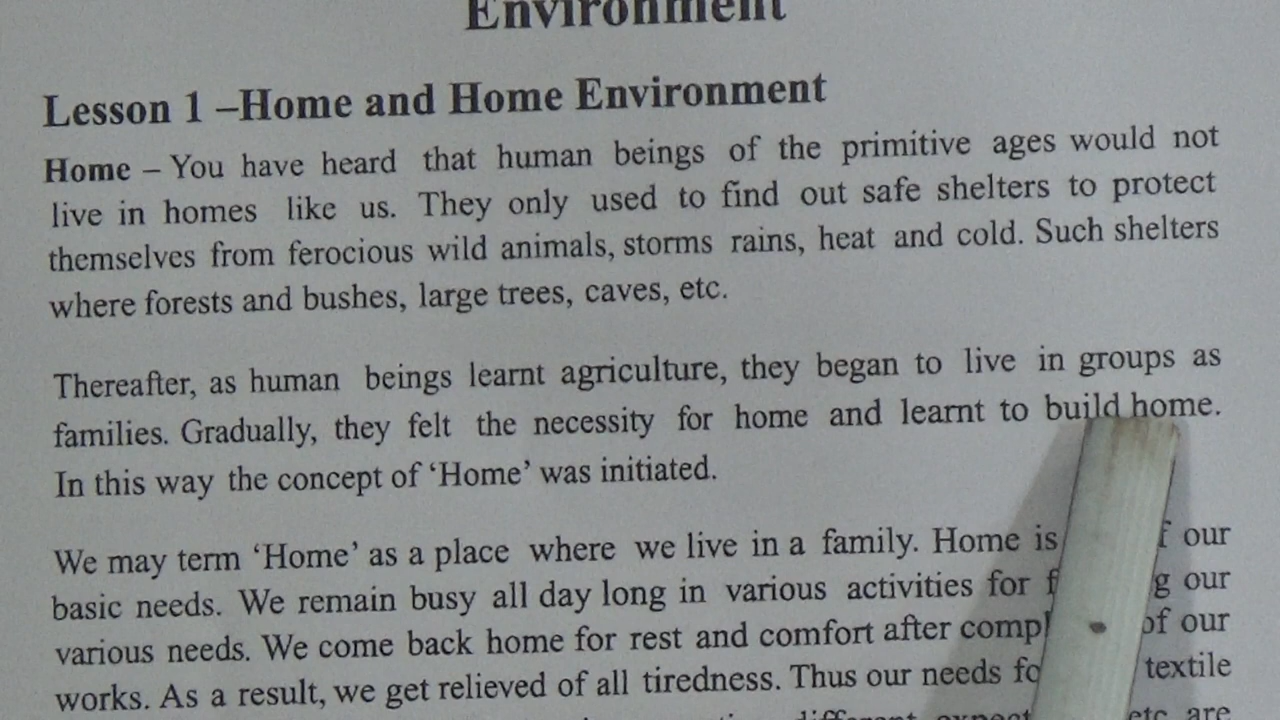 Environment
Lesson 1 –Home and Home Environment
Home – You have heard that human beings of the primitive ages would not
live in homes like us. They only used to find out safe shelters to protect
themselves from ferocious wild animals, storms rains, heat and cold. Such shelters
where forests and bushes, large trees, caves, etc.
Thereafter, as human beings learnt agriculture, they began to live in groups as
families. Gradually, they felt the necessity for home and learnt to build home.
In this way the concept of ‘Home’ was initiated.
We may term ‘Home’ as a place where we live in a family. Home is our
basic needs. We remain busy all day long in various activities for our
various needs. We come back home for rest and comfort after of our
works. As a result, we get relieved of all tiredness. Thus our needs textile
different etc are